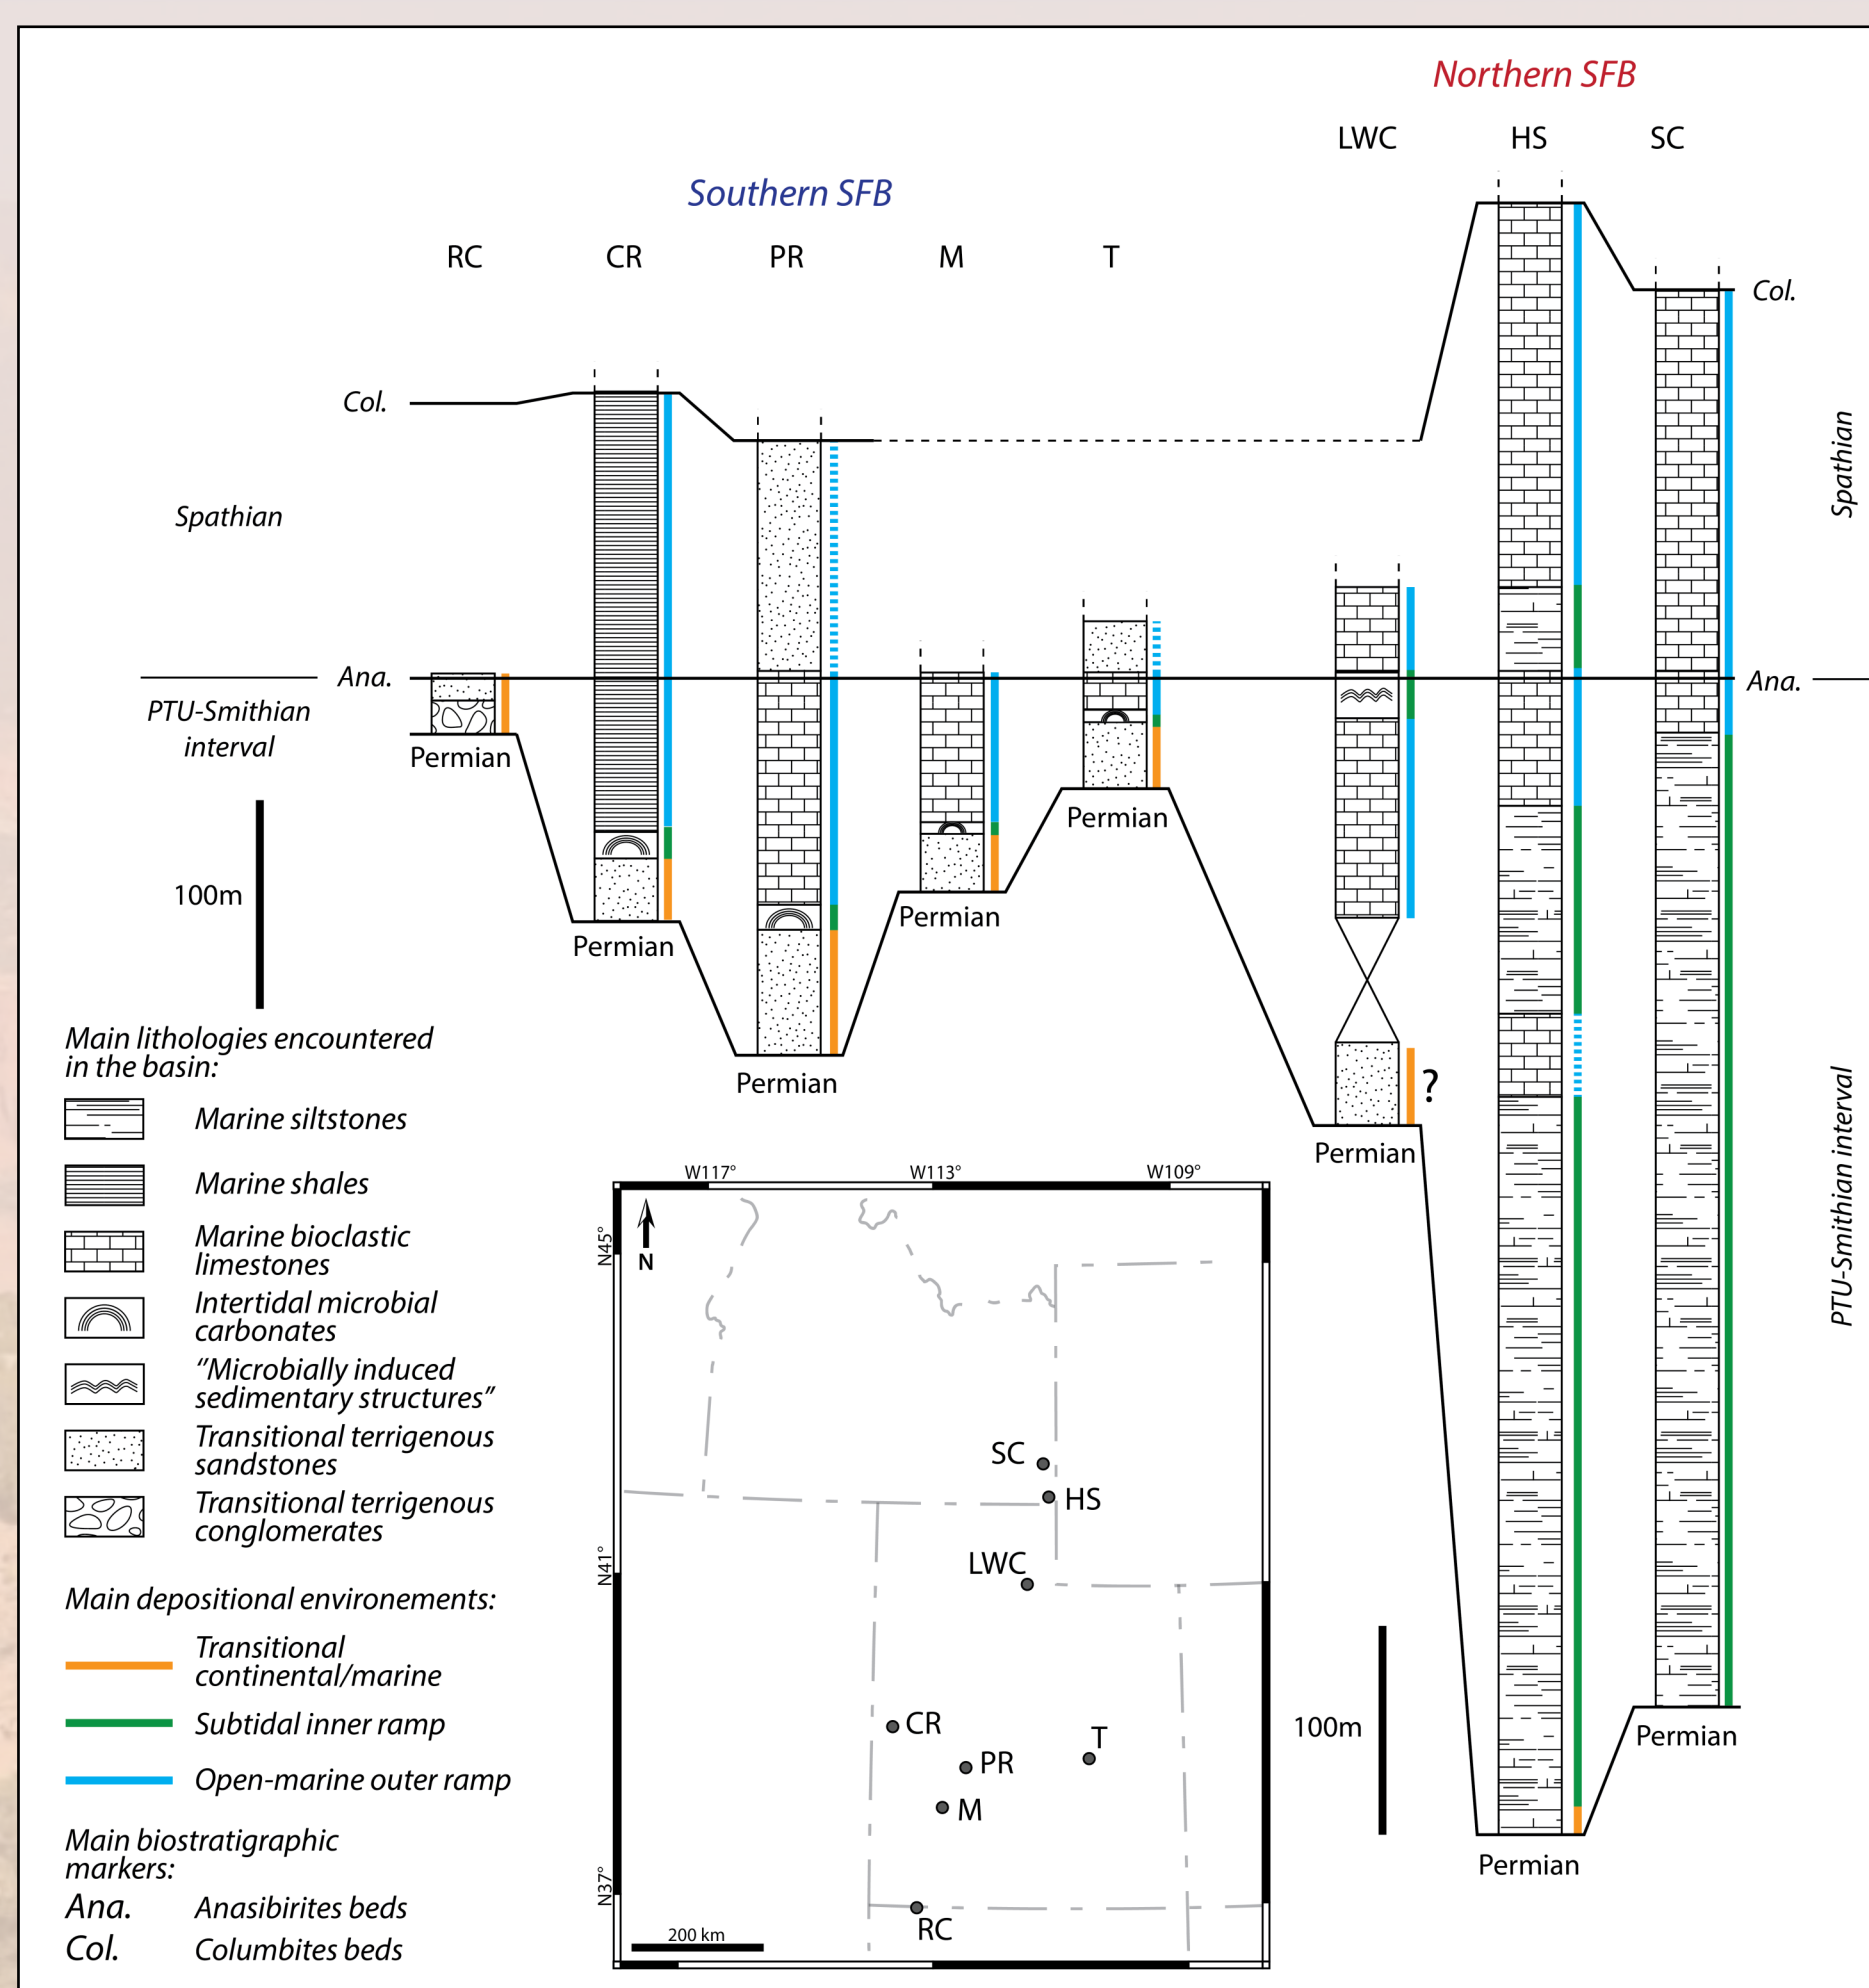 Northern SFB
LWC HS SC
Southern SFB
RC CR PR M T
Col.
Col.
Spathian
Spathian
Ana.
Ana.
PTU-Smithian
interval
PTU-Smithian interval
Permian
Permian
Permian
Permian
Permian
Permian
?
Permian
Permian
100m
100m
Main lithologies encountered
in the basin:
Marine siltstones
Marine shales
Marine bioclastic
limestones
Intertidal microbial
carbonates
“Microbially induced
sedimentary structures”
Transitional terrigenous
sandstones
Transitional terrigenous
conglomerates
Main depositional environements:
Transitional
continental/marine
Subtidal inner ramp
Open-marine outer ramp
Main biostratigraphic
markers:
Ana. Anasibirites beds
Col. Columbites beds
W117° W113° W109°
N45°
N41°
N37°
N
SC
HS
LWC
CR
PR
T
M
RC
200 km